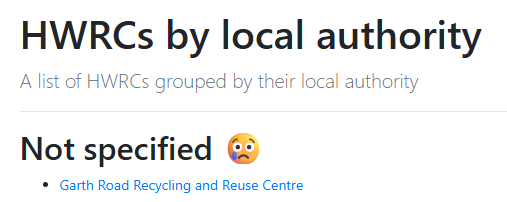 HWRCs by local authority
A list of HWRCs grouped by their local authority
Not specified 😢
Garth Road Recycling and Reuse Centre